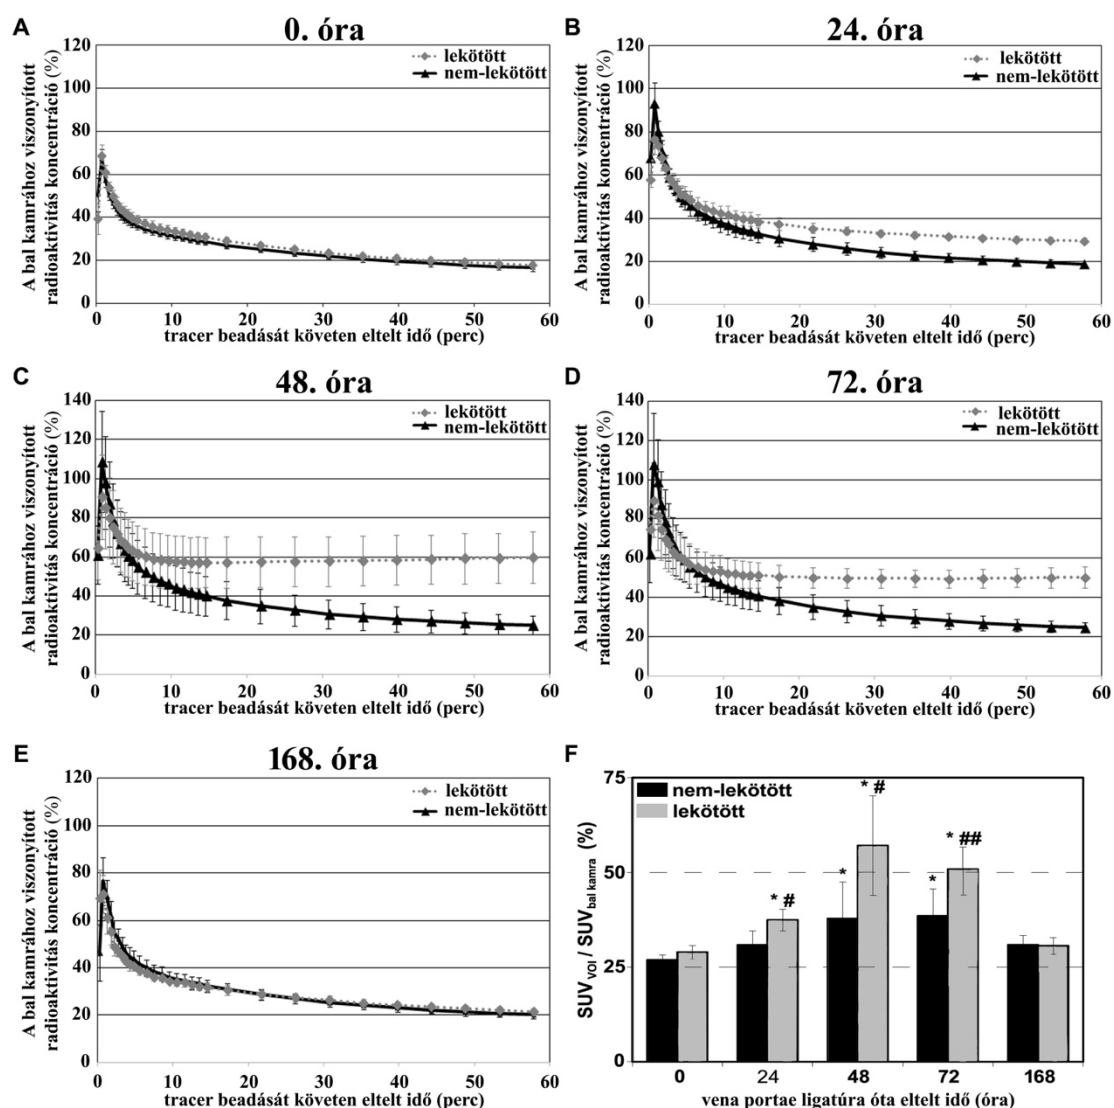 A
0. óra
120
100
80
60
40
20
0
0 10 20 30 40 50 60
A bal kamrához viszonyított
radioaktivitás koncentráció (%)
tracer beadását követen eltelt idő (perc)
lekötött
nem-lekötött
B
24. óra
120
100
80
60
40
20
0
0 10 20 30 40 50 60
A bal kamrához viszonyított
radioaktivitás koncentráció (%)
tracer beadását követen eltelt idő (perc)
lekötött
nem-lekötött
C
48. óra
140
120
100
80
60
40
20
0
0 10 20 30 40 50 60
A bal kamrához viszonyított
radioaktivitás koncentráció (%)
tracer beadását követen eltelt idő (perc)
lekötött
nem-lekötött
D
72. óra
140
120
100
80
60
40
20
0
0 10 20 30 40 50 60
A bal kamrához viszonyított
radioaktivitás koncentráció (%)
tracer beadását követen eltelt idő (perc)
lekötött
nem-lekötött
E
168. óra
120
100
80
60
40
20
0
0 10 20 30 40 50 60
A bal kamrához viszonyított
radioaktivitás koncentráció (%)
tracer beadását követen eltelt idő (perc)
lekötött
nem-lekötött
F
75
50
25
0
SUV VOI / SUV bal kamra (%)
nem-lekötött
lekötött
* #
* * #
* * ##
0 24 48 72 168
vena portae ligatúra óta eltelt idő (óra)